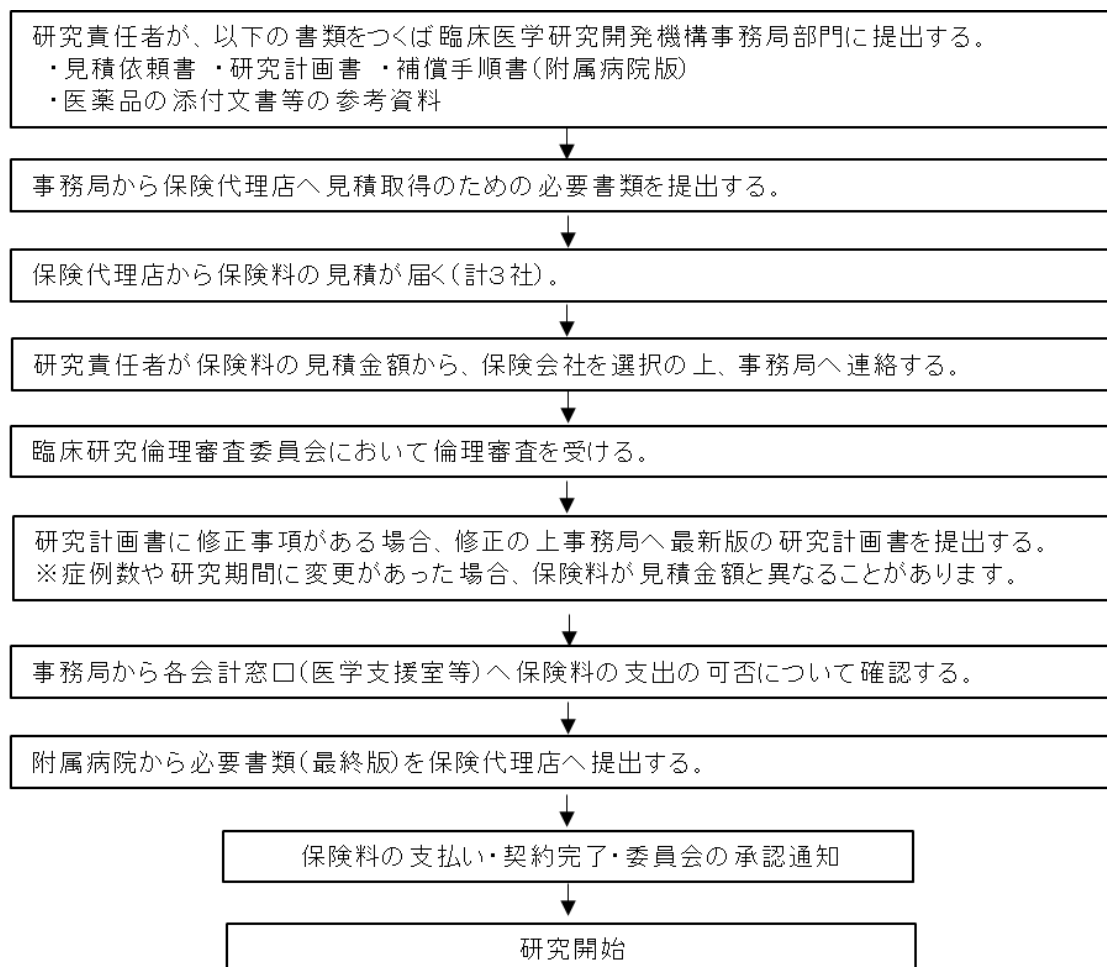 研究責任者が、以下の書類をつくば臨床医学研究開発機構事務局部門に提出する。
・見積依頼書 ・研究計画書 ・補償手順書(附属病院版)
・医薬品の添付文書等の参考資料
事務局から保険代理店へ見積取得のための必要書類を提出する。
保険代理店から保険料の見積が届く(計3社)。
研究責任者が保険料の見積金額から、保険会社を選択の上、事務局へ連絡する。
臨床研究倫理審査委員会において倫理審査を受ける。
研究計画書に修正事項がある場合、修正の上事務局へ最新版の研究計画書を提出する。
※症例数や研究期間に変更があった場合、保険料が見積金額と異なることがあります。
事務局から各会計窓口(医学支援室等)へ保険料の支出の可否について確認する。
附属病院から必要書類(最終版)を保険代理店へ提出する。
保険料の支払い・契約完了・委員会の承認通知
研究開始